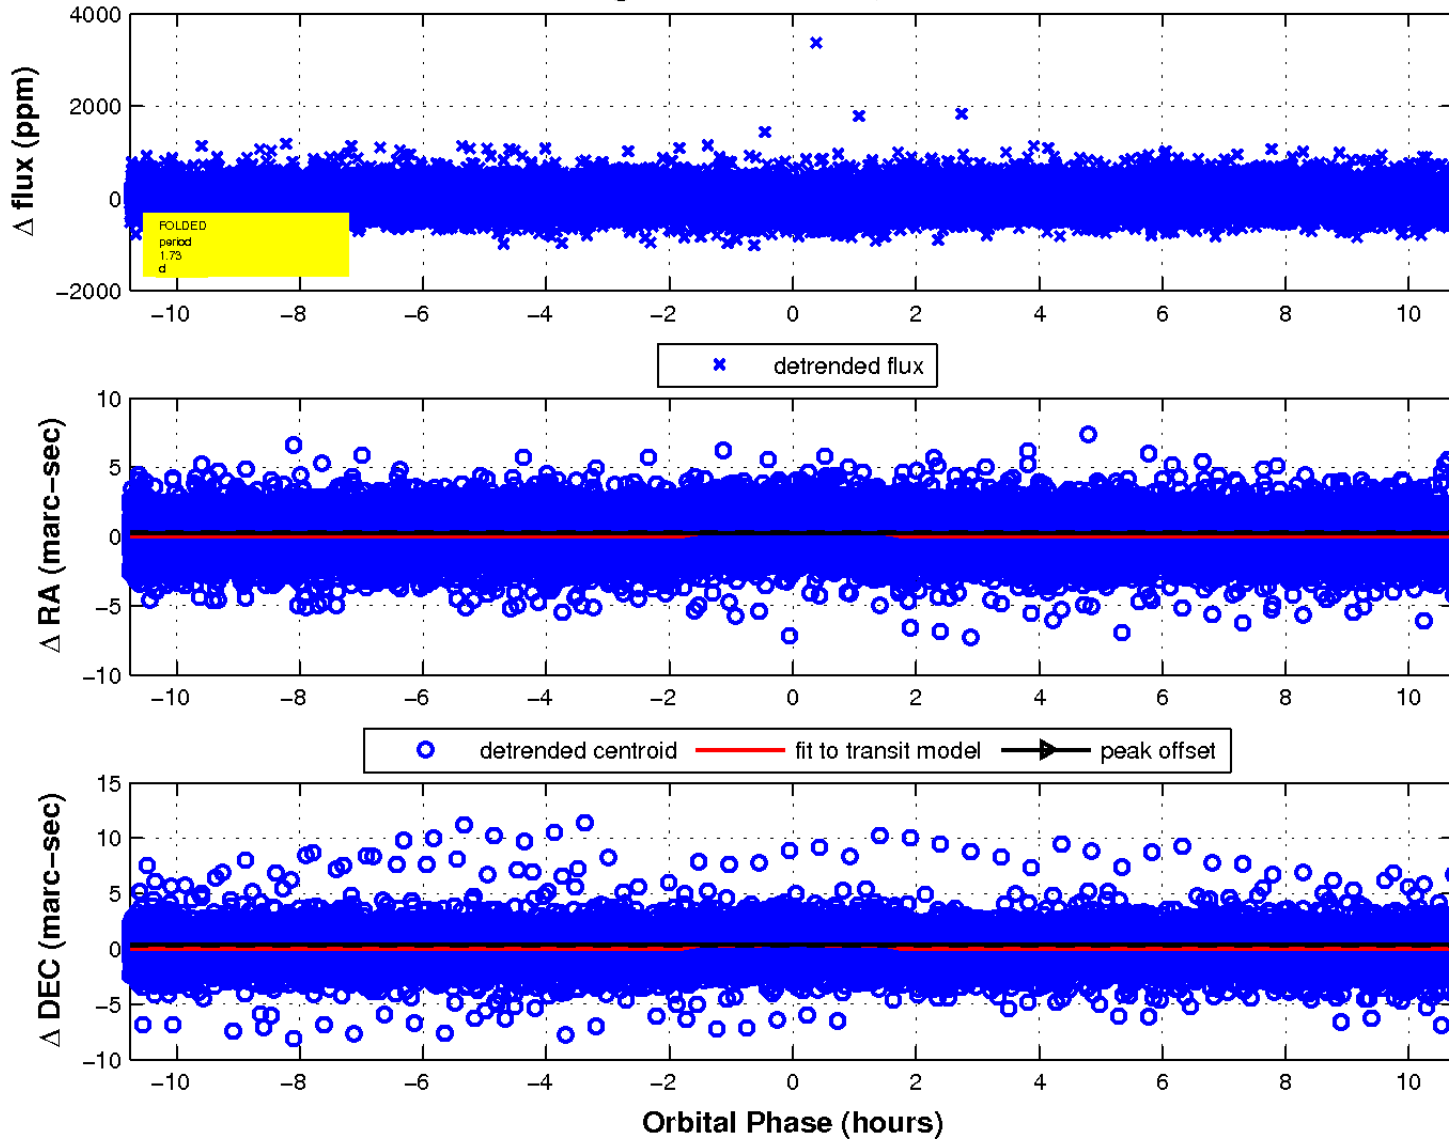 4000
2000
0
−2000
Δ flux (ppm)
FOLDED
period
1.73
d
−10 −8 −6 −4 −2 0 2 4 6 8 10
detrended flux
10
5
0
−5
−10
Δ RA (marc−sec)
−10 −8 −6 −4 −2 0 2 4 6 8 10
detrended centroid fit to transit model peak offset
15
10
5
0
−5
−10
Δ DEC (marc−sec)
−10 −8 −6 −4 −2 0 2 4 6 8 10
Orbital Phase (hours)